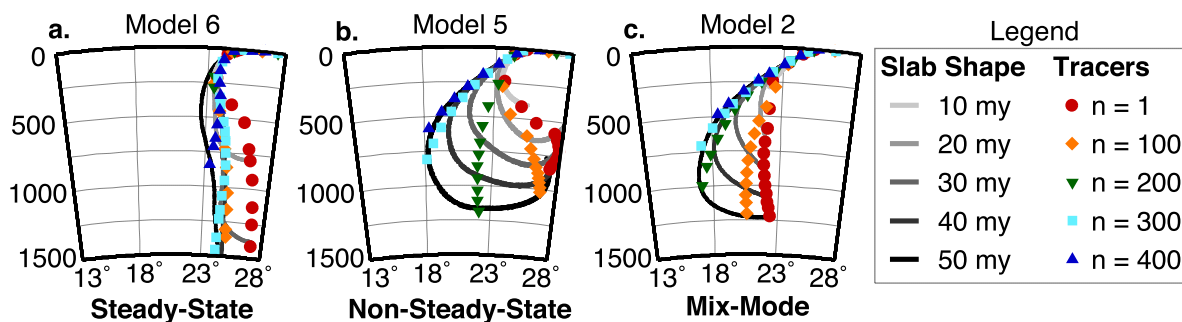 a. Model 6
0
500
1000
1500
13° 18° 23° 28°
Steady-State
b. Model 5
0
500
1000
1500
13° 18° 23° 28°
Non-Steady-State
c. Model 2
0
500
1000
1500
13° 18° 23° 28°
Mix-Mode
Legend
Slab Shape Tracers
10 my n = 1
20 my n = 100
30 my n = 200
40 my n = 300
50 my n = 400